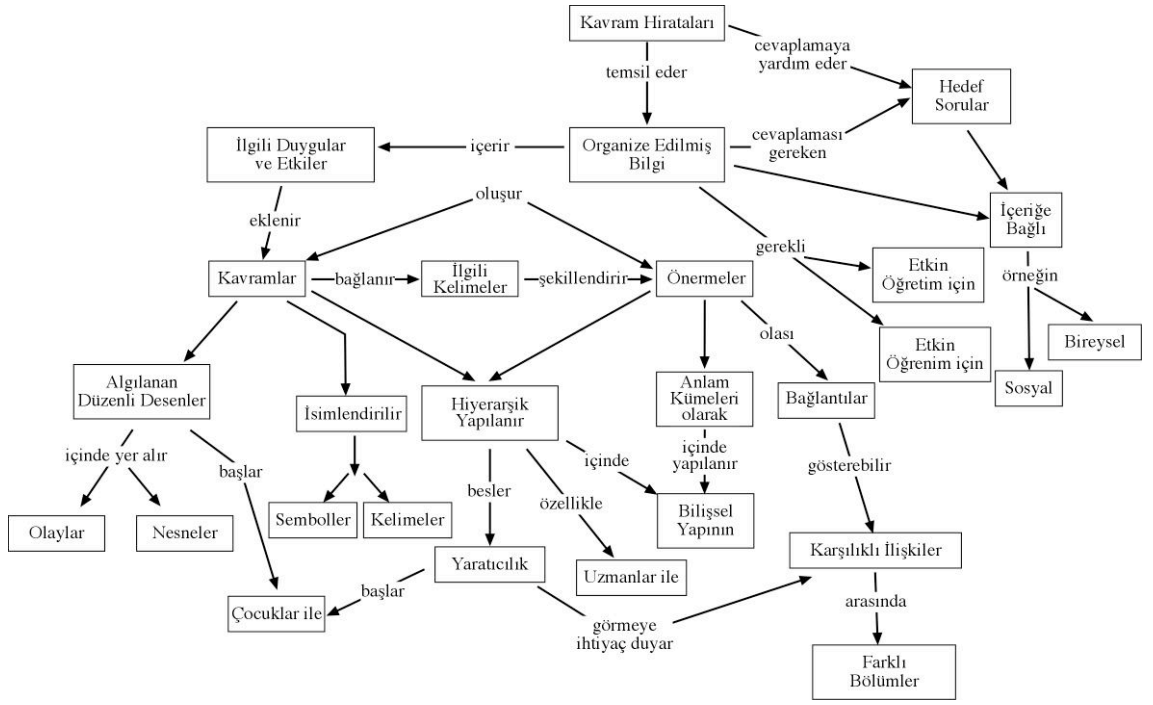 Kavram Hirataları
cevaplamaya
yardım eder
temsil eder
Hedef
Sorular
İlgili Duygular
ve Etkiler
içerir
Organize Edilmiş
Bilgi
cevaplaması
gereken
oluşur
eklenir
İçeriğe
Bağlı
gerekli
Kavramlar
bağlanır
İlgili
Kelimeler
şekillendirir
Önermeler
Etkin
Öğretim için
örneğin
olası
Etkin
Öğrenim için
Bireysel
Sosyal
Algılanan
Düzenli Desenler
İsimlendirilir
Hiyerarşik
Yapılanır
Anlam
Kümeleri
olarak
Bağlantılar
içinde yer alır
başlar
içinde
içinde
yapılanır
gösterebilir
besler
özellikle
Olaylar
Nesneler
Semboller
Kelimeler
Bilişsel
Yapının
Yaratıcılık
Uzmanlar ile
Karşılıklı İlişkiler
başlar
Çocuklar ile
görmeye
ihtiyaç duyar
arasında
Farklı
Bölümler